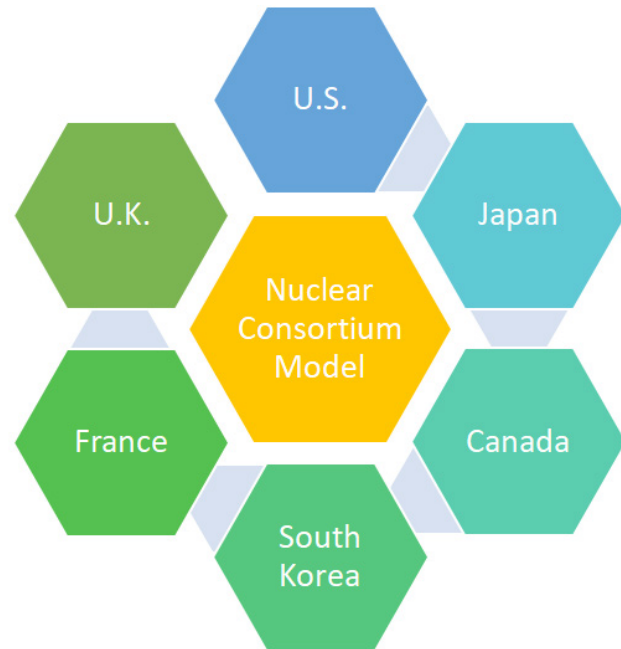 U.S.
Japan
Canada
South
Korea
France
U.K.
Nuclear
Consortium
Model